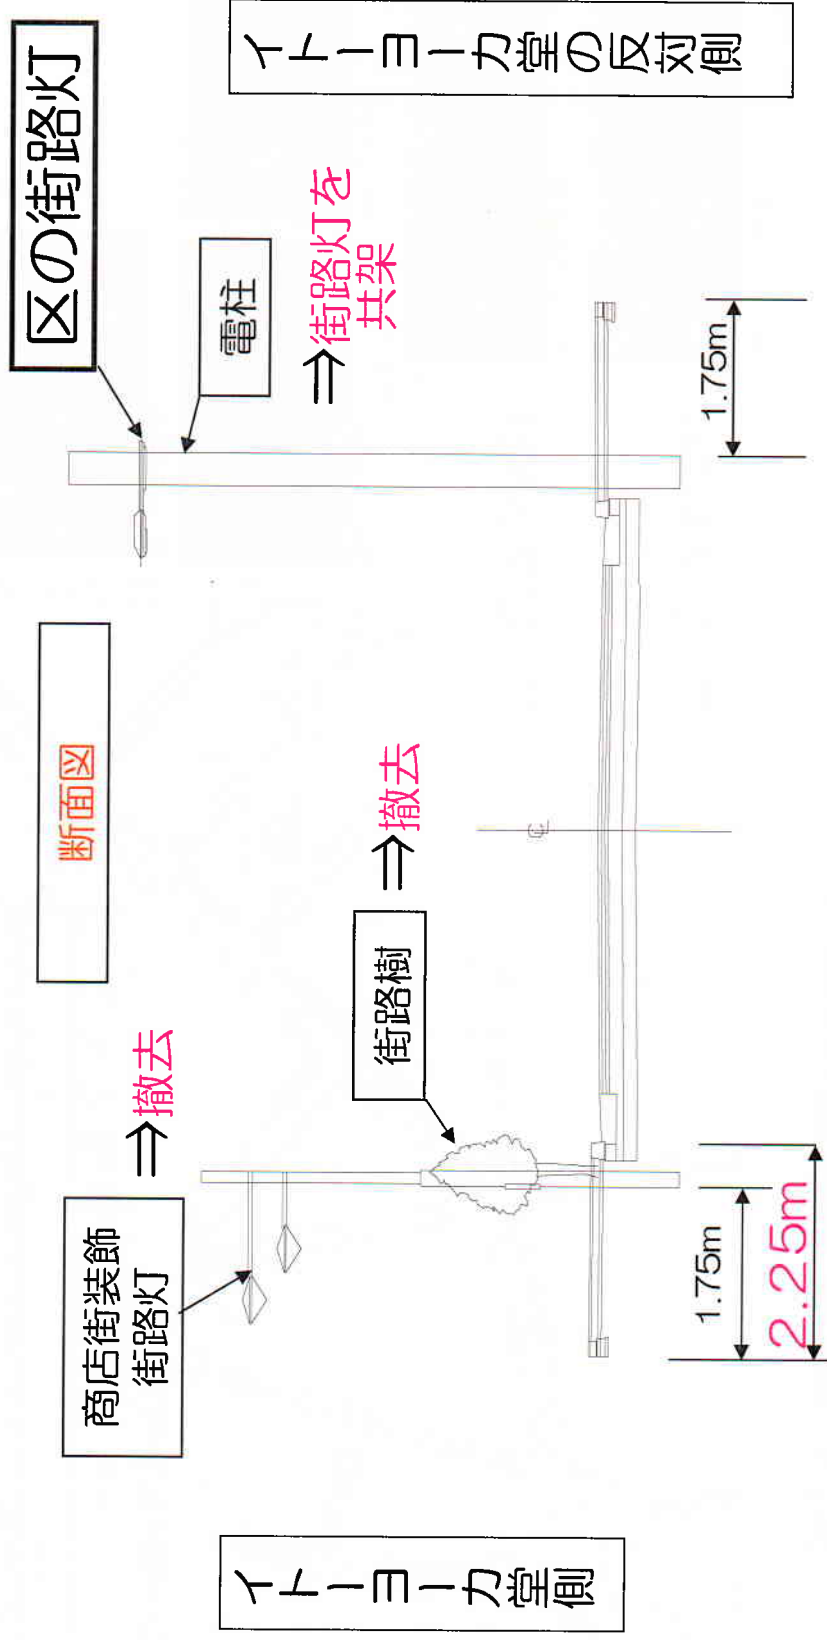 断面図
区の街路灯
電柱
⇒街路灯を
共架
商店街装飾
街路灯
⇒撤去
街路樹
⇒撤去
℄
イトーヨーカ堂側
イトーヨーカ堂の反対側
1.75m
2.25m
1.75m